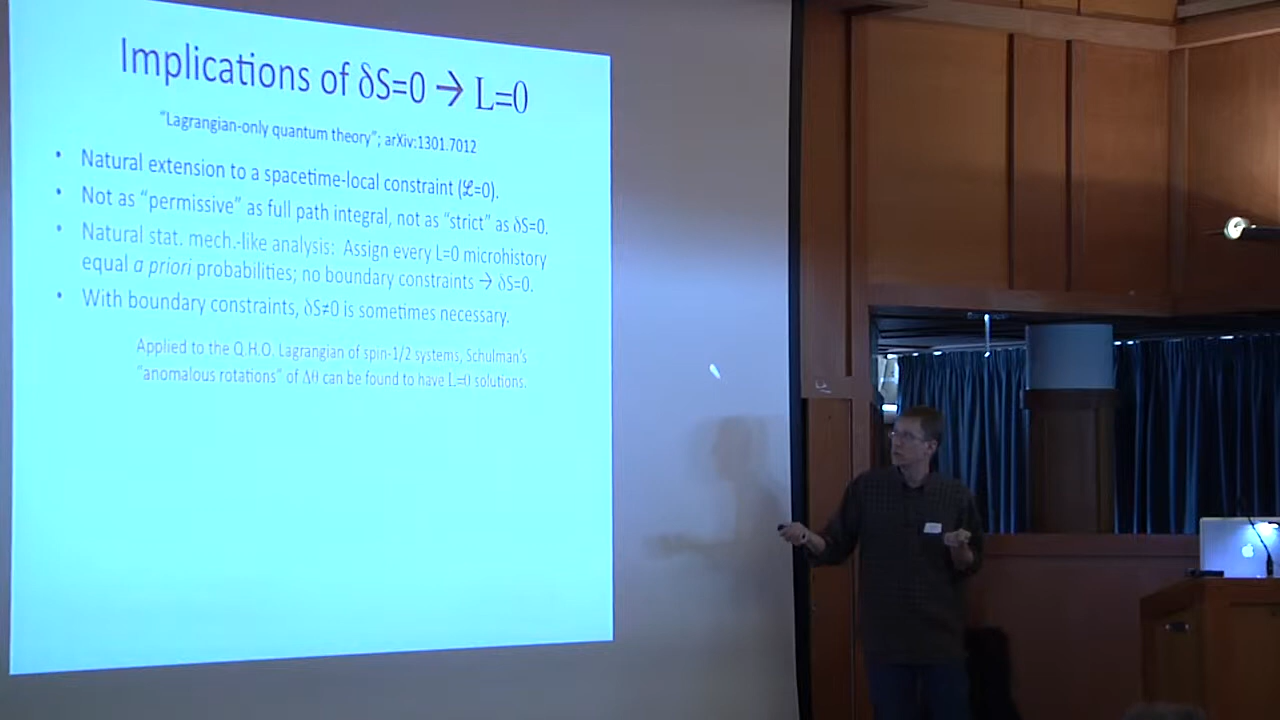 Implications of δS=0 → L=0
"Lagrangian-only quantum theory"; arXiv:1301.7012
• Natural extension to a spacetime-local constraint (ℒ=0).
• Not as "permissive" as full path integral, not as "strict" as δS=0.
• Natural stat. mech.-like analysis: Assign every L=0 microhistory
equal a priori probabilities; no boundary constraints → δS=0.
• With boundary constraints, δS≠0 is sometimes necessary.
Applied to the Q.H.O. Lagrangian of spin-1/2 systems, Schulman's
"anomalous rotations" of Δθ can be found to have L=0 solutions.